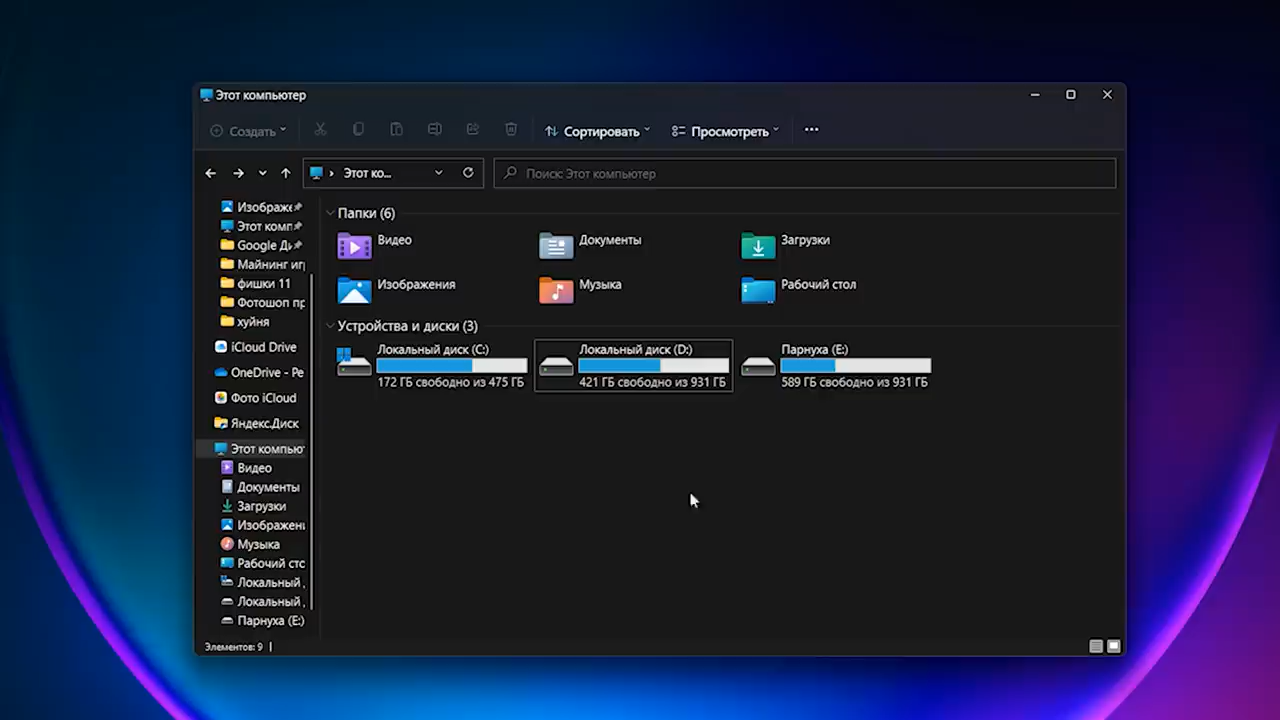 Этот компьютер
Создать
Сортировать
Просмотреть
Этот ко...
Поиск: Этот компьютер
Изображе
Этот комп
Google Ди
Майнинг иг
фишки 11
Фотошоп пр
хуйня
iCloud Drive
OneDrive - Pe
Фото iCloud
Яндекс.Диск
Этот компьют
Видео
Документы
Загрузки
Изображени
Музыка
Рабочий сто
Локальный
Локальный
Парнуха (E:)
Папки (6)
Видео
Документы
Загрузки
Изображения
Музыка
Рабочий стол
Устройства и диски (3)
Локальный диск (C:)
172 ГБ свободно из 475 ГБ
Локальный диск (D:)
421 ГБ свободно из 931 ГБ
Парнуха (E:)
589 ГБ свободно из 931 ГБ
Элементов: 9